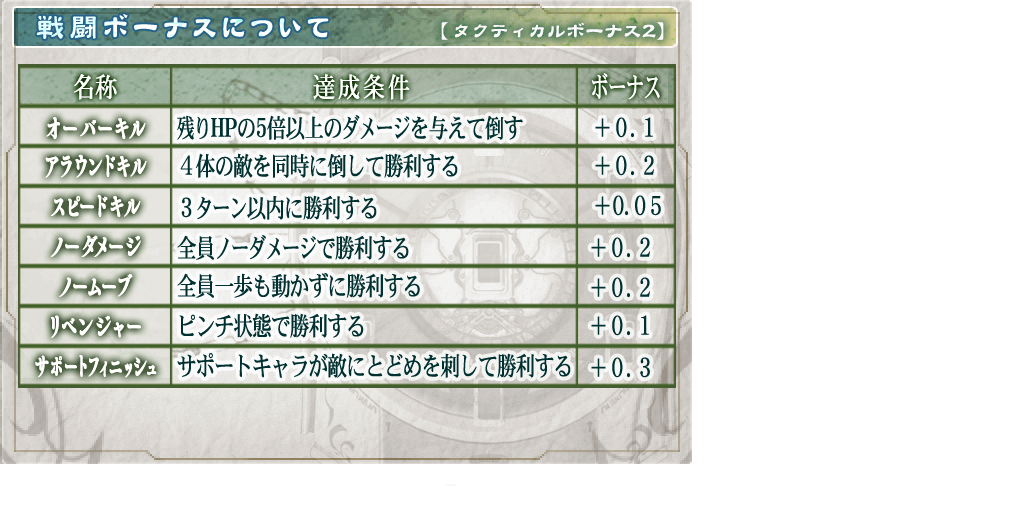 戦闘ボーナスについて 【タクティカルボーナス2】
名称 達成条件 ボーナス
オーバーキル 残りHPの5倍以上のダメージを与えて倒す +0.1
アラウンドキル 4体の敵を同時に倒して勝利する +0.2
スピードキル 3ターン以内に勝利する +0.05
ノーダメージ 全員ノーダメージで勝利する +0.2
ノームーブ 全員一歩も動かずに勝利する +0.2
リベンジャー ピンチ状態で勝利する +0.1
サポートフィニッシュ サポートキャラが敵にとどめを刺して勝利する +0.3